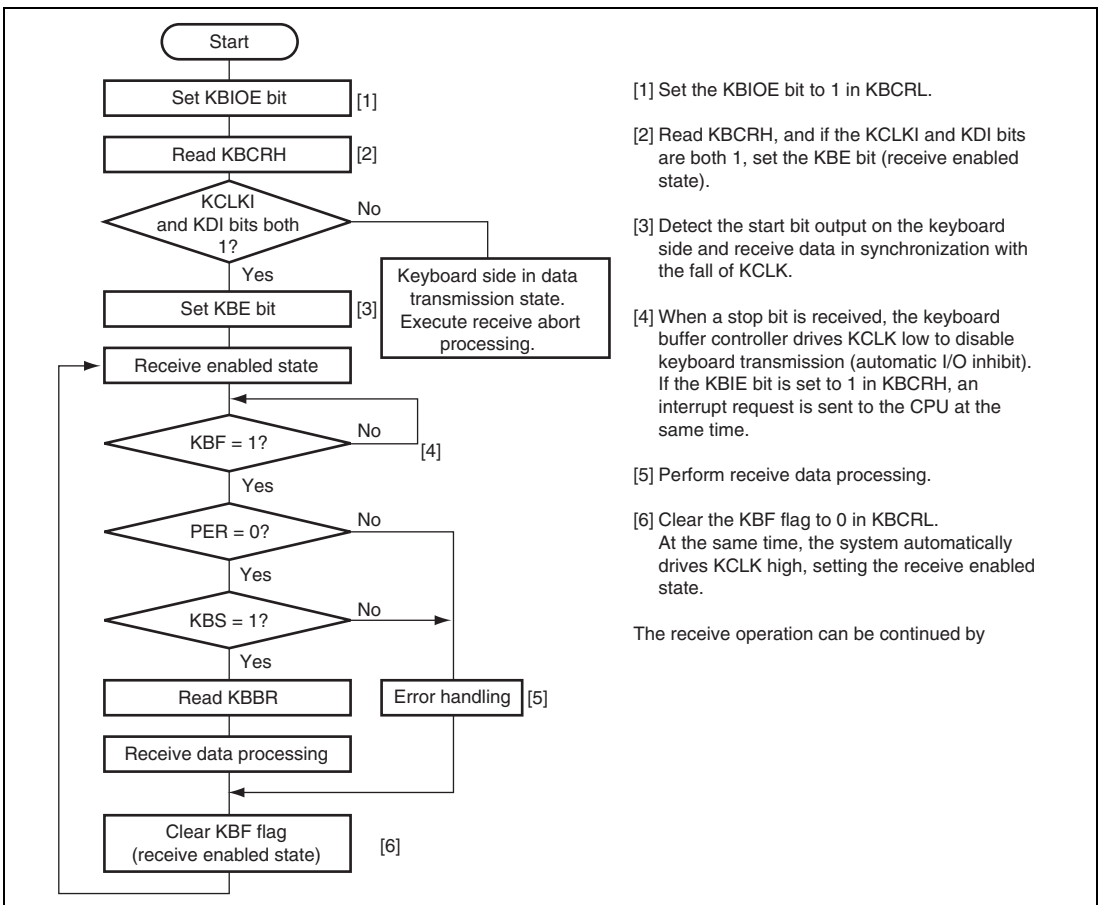 Start
Set KBIOE bit
[1]
Read KBCRH
[2]
KCLKI
and KDI bits both
1?
No
Yes
Keyboard side in data
transmission state.
Execute receive abort
processing.
Set KBE bit
[3]
Receive enabled state
KBF = 1?
No
[4]
Yes
PER = 0?
No
Yes
KBS = 1?
No
Yes
Read KBBR
Error handling
[5]
Receive data processing
Clear KBF flag
(receive enabled state)
[6]
[1] Set the KBIOE bit to 1 in KBCRL.
[2] Read KBCRH, and if the KCLKI and KDI bits
are both 1, set the KBE bit (receive enabled
state).
[3] Detect the start bit output on the keyboard
side and receive data in synchronization with
the fall of KCLK.
[4] When a stop bit is received, the keyboard
buffer controller drives KCLK low to disable
keyboard transmission (automatic I/O inhibit).
If the KBIE bit is set to 1 in KBCRH, an
interrupt request is sent to the CPU at the
same time.
[5] Perform receive data processing.
[6] Clear the KBF flag to 0 in KBCRL.
At the same time, the system automatically
drives KCLK high, setting the receive enabled
state.
The receive operation can be continued by